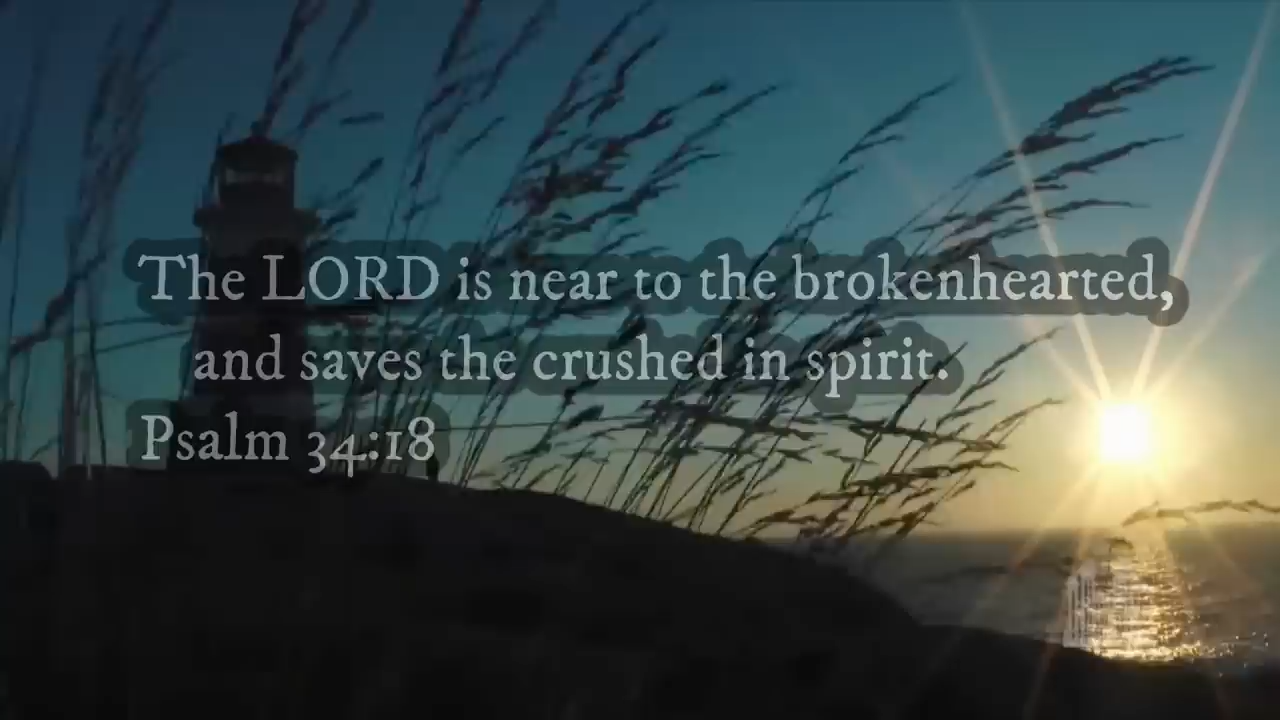 The LORD is near to the brokenhearted,
and saves the crushed in spirit.
Psalm 34:18